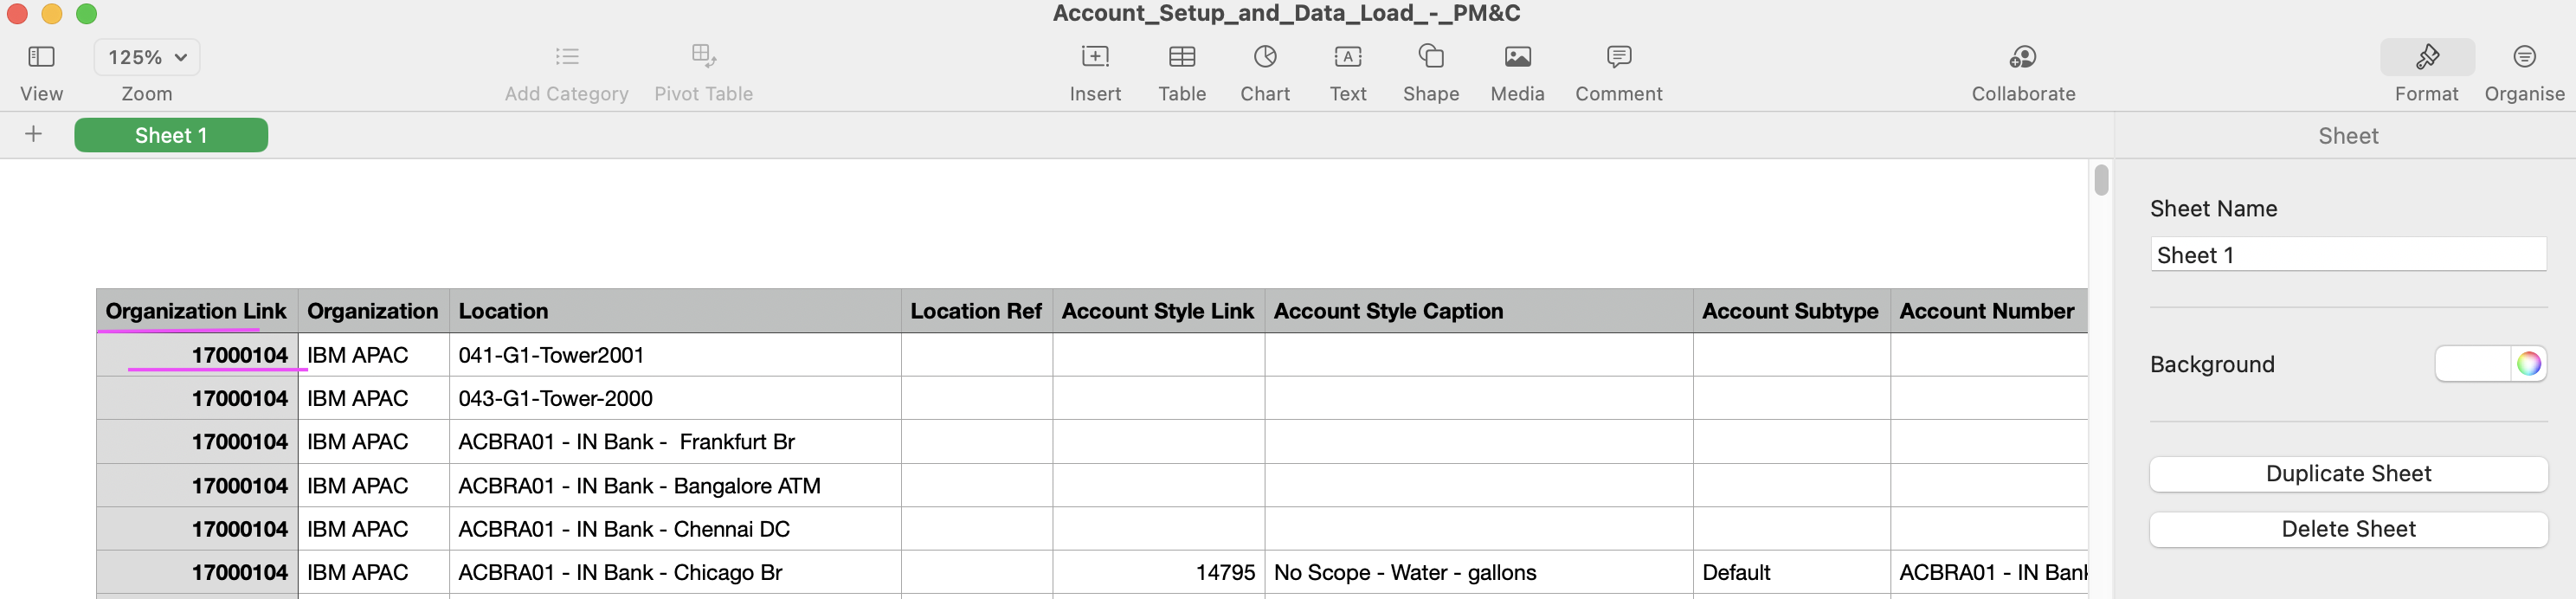 Account_Setup_and_Data_Load_-_PM&C
125%
View
Zoom
Add Category
Pivot Table
Insert
Table
Chart
Text
Shape
Media
Comment
Collaborate
Format
Organise
Sheet 1
Sheet
Organization Link Organization Location Location Ref Account Style Link Account Style Caption Account Subtype Account Number
17000104 IBM APAC 041-G1-Tower2001
17000104 IBM APAC 043-G1-Tower-2000
17000104 IBM APAC ACBRA01 - IN Bank -  Frankfurt Br
17000104 IBM APAC ACBRA01 - IN Bank - Bangalore ATM
17000104 IBM APAC ACBRA01 - IN Bank - Chennai DC
17000104 IBM APAC ACBRA01 - IN Bank - Chicago Br 14795 No Scope - Water - gallons Default ACBRA01 - IN Bank
Sheet Name
Sheet 1
Background
Duplicate Sheet
Delete Sheet